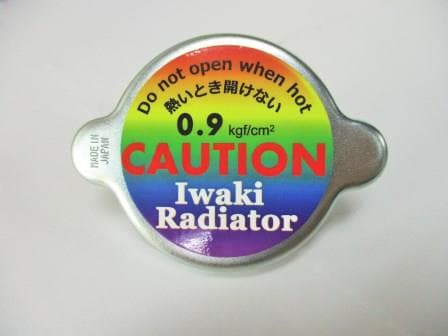 Do not open when hot
熱いとき開けない
0.9 kgf/cm²
CAUTION
Iwaki
Radiator
MADE IN
JAPAN